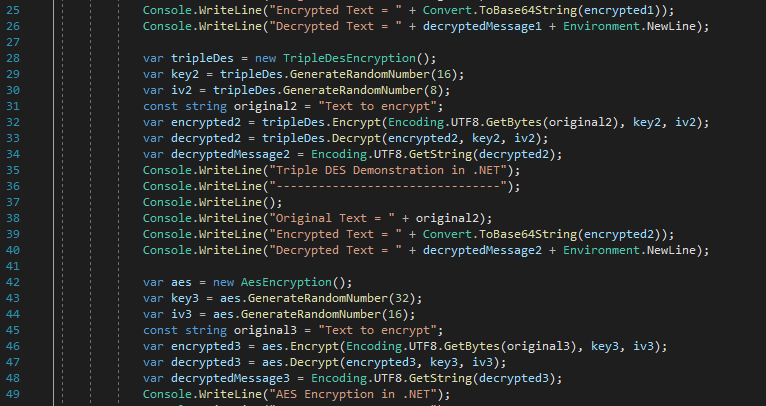 25 Console.WriteLine("Encrypted Text = " + Convert.ToBase64String(encrypted1));
26 Console.WriteLine("Decrypted Text = " + decryptedMessage1 + Environment.NewLine);
27
28 var tripleDes = new TripleDesEncryption();
29 var key2 = tripleDes.GenerateRandomNumber(16);
30 var iv2 = tripleDes.GenerateRandomNumber(8);
31 const string original2 = "Text to encrypt";
32 var encrypted2 = tripleDes.Encrypt(Encoding.UTF8.GetBytes(original2), key2, iv2);
33 var decrypted2 = tripleDes.Decrypt(encrypted2, key2, iv2);
34 var decryptedMessage2 = Encoding.UTF8.GetString(decrypted2);
35 Console.WriteLine("Triple DES Demonstration in .NET");
36 Console.WriteLine("--------------------------------");
37 Console.WriteLine();
38 Console.WriteLine("Original Text = " + original2);
39 Console.WriteLine("Encrypted Text = " + Convert.ToBase64String(encrypted2));
40 Console.WriteLine("Decrypted Text = " + decryptedMessage2 + Environment.NewLine);
41
42 var aes = new AesEncryption();
43 var key3 = aes.GenerateRandomNumber(32);
44 var iv3 = aes.GenerateRandomNumber(16);
45 const string original3 = "Text to encrypt";
46 var encrypted3 = aes.Encrypt(Encoding.UTF8.GetBytes(original3), key3, iv3);
47 var decrypted3 = aes.Decrypt(encrypted3, key3, iv3);
48 var decryptedMessage3 = Encoding.UTF8.GetString(decrypted3);
49 Console.WriteLine("AES Encryption in .NET");